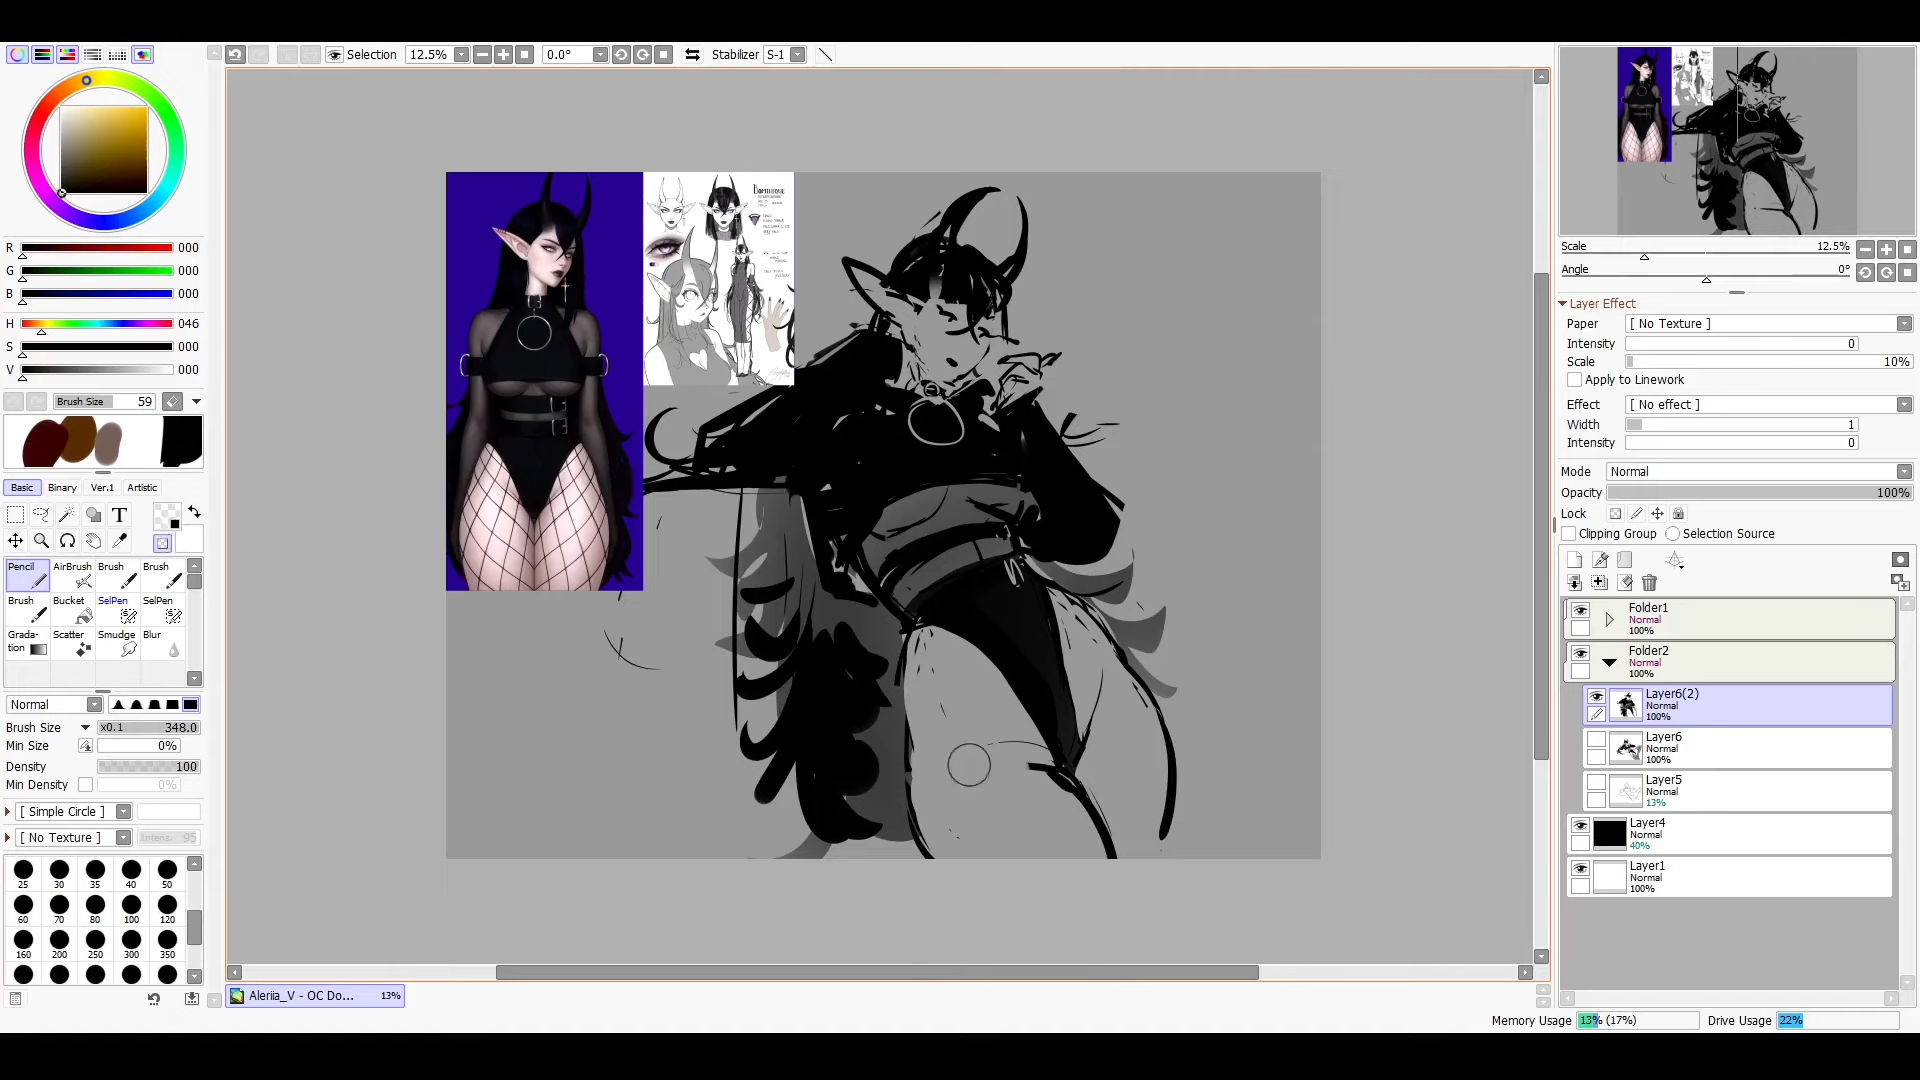 Selection 12.5% 0.0° Stabilizer S-1
R 000
G 000
B 000
H 046
S 000
V 000
Brush Size 59
Basic Binary Ver.1 Artistic
T
Pencil AirBrush Brush Brush
Brush Bucket SelPen SelPen
Grada-tion Scatter Smudge Blur
Normal
Brush Size x0.1 348.0
Min Size 0%
Density 100
Min Density 0%
[ Simple Circle ]
[ No Texture ] Intens. 95
25 30 35 40 50
60 70 80 100 120
160 200 250 300 350
DOMINIQUE
Aleriia_V - OC Do... 13%
Scale 12.5%
Angle 0°
Layer Effect
Paper [ No Texture ]
Intensity 0
Scale 10%
Apply to Linework
Effect [ No effect ]
Width 1
Intensity 0
Mode Normal
Opacity 100%
Lock
Clipping Group Selection Source
Folder1
Normal
100%
Folder2
Normal
100%
Layer6(2)
Normal
100%
Layer6
Normal
100%
Layer5
Normal
13%
Layer4
Normal
40%
Layer1
Normal
100%
Memory Usage 13% (17%) Drive Usage 22%